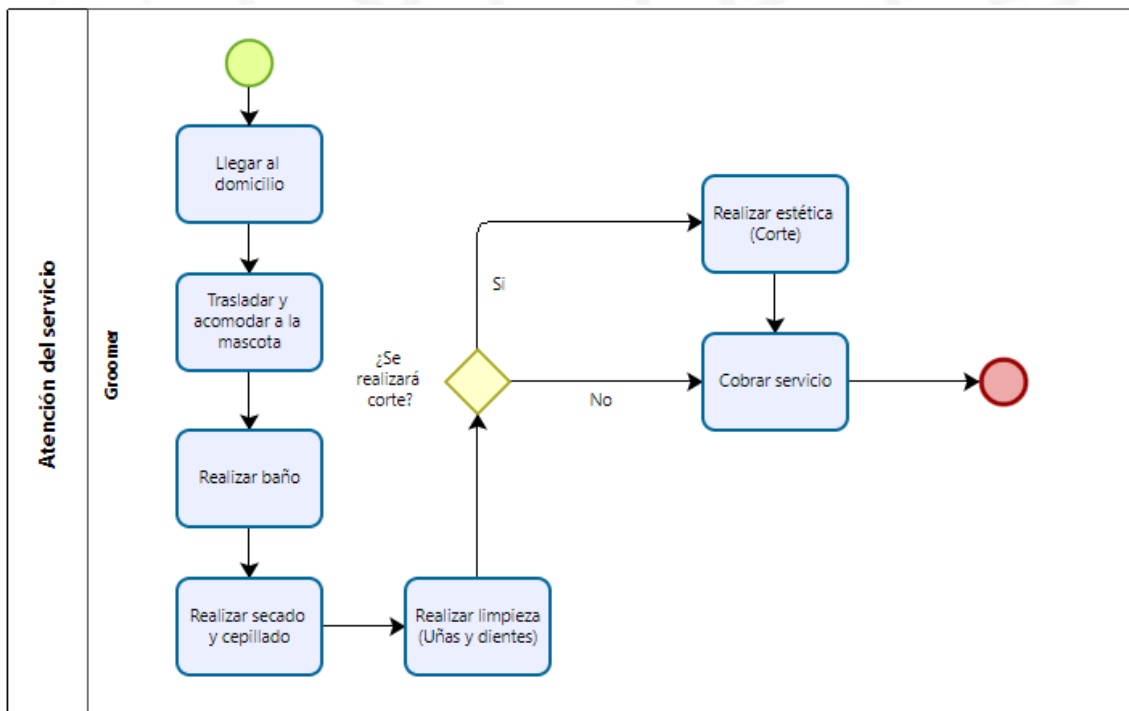 Atención del servicio
Groomer
Llegar al
domicilio
Trasladar y
acomodar a la
mascota
Realizar baño
Realizar secado
y cepillado
Realizar limpieza
(Uñas y dientes)
¿Se
realizará
corte?
Si
No
Realizar estética
(Corte)
Cobrar servicio